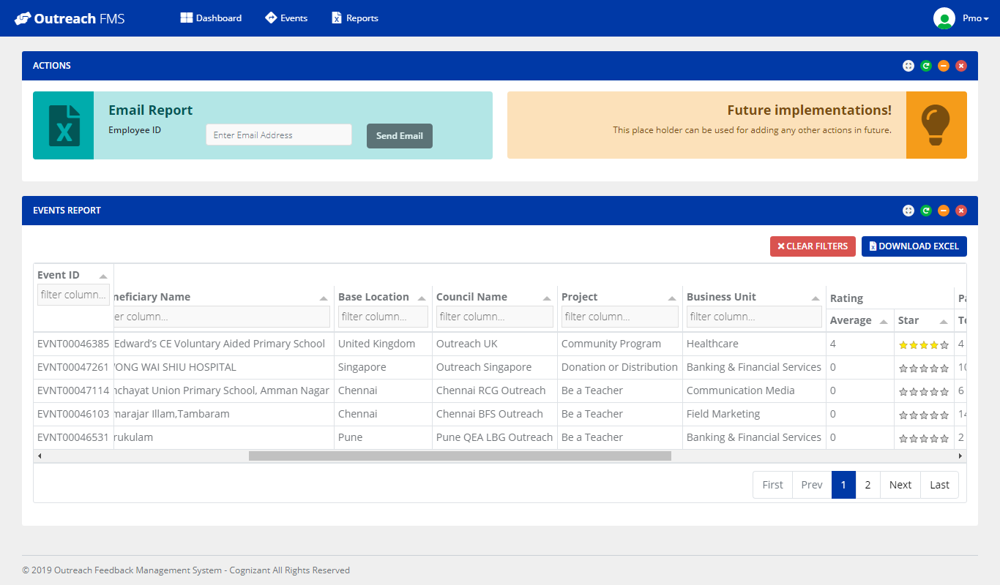 Outreach FMS Dashboard Events Reports Pmo
ACTIONS
Email Report
Employee ID
Enter Email Address
Send Email
Future implementations!
This place holder can be used for adding any other actions in future.
EVENTS REPORT
CLEAR FILTERS DOWNLOAD EXCEL
Event ID
filter column...
neficiary Name Base Location Council Name Project Business Unit Rating
er column... filter column... filter column... filter column... filter column...
Average Star
EVNT00046385 Edward’s CE Voluntary Aided Primary School United Kingdom Outreach UK Community Program Healthcare 4 4
EVNT00047261 ONG WAI SHIU HOSPITAL Singapore Outreach Singapore Donation or Distribution Banking & Financial Services 0 10
EVNT00047114 nchayat Union Primary School, Amman Nagar Chennai Chennai RCG Outreach Be a Teacher Communication Media 0 6
EVNT00046103 marajar Illam,Tambaram Chennai Chennai BFS Outreach Be a Teacher Field Marketing 0 14
EVNT00046531 rukulam Pune Pune QEA LBG Outreach Be a Teacher Banking & Financial Services 0 2
First Prev 1 2 Next Last
© 2019 Outreach Feedback Management System - Cognizant All Rights Reserved